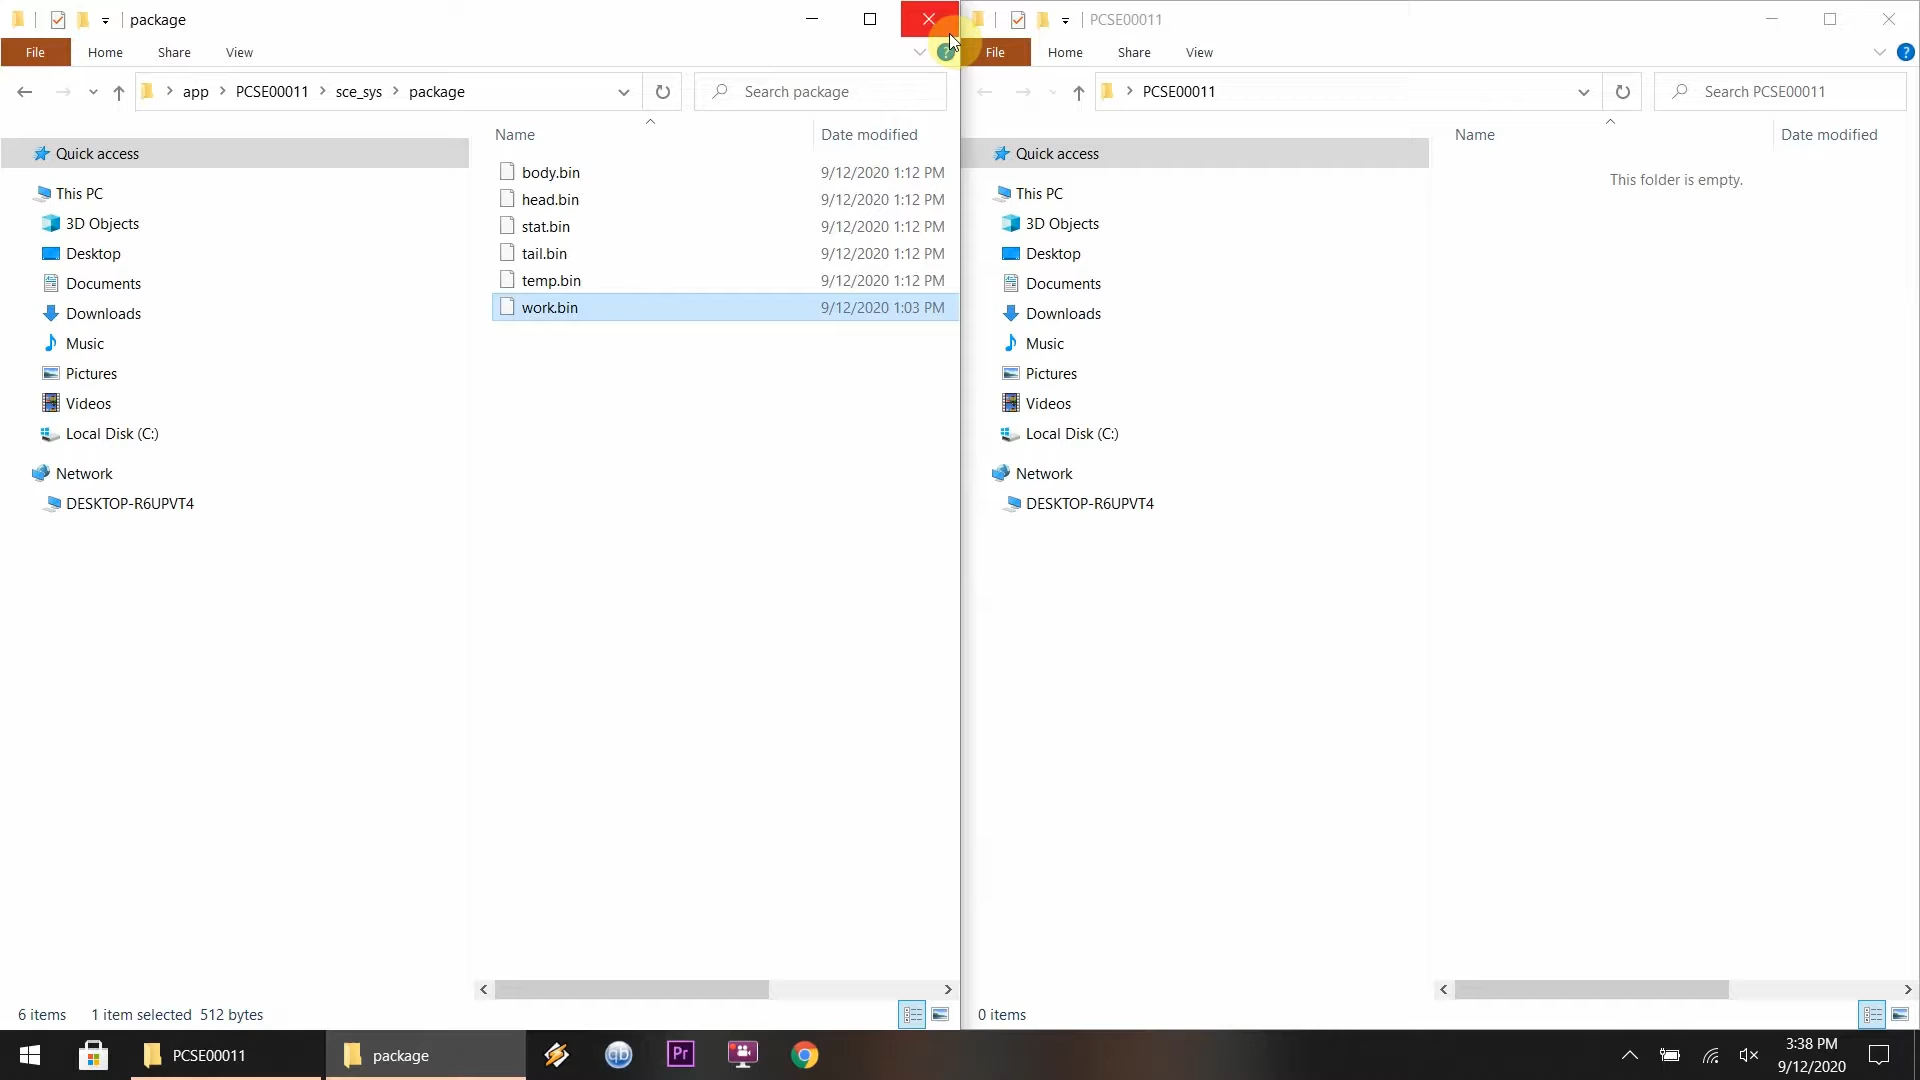 package
File
Home
Share
View
app
PCSE00011
sce_sys
package
Search package
Name
Date modified
Quick access
This PC
3D Objects
Desktop
Documents
Downloads
Music
Pictures
Videos
Local Disk (C:)
Network
DESKTOP-R6UPVT4
body.bin 9/12/2020 1:12 PM
head.bin 9/12/2020 1:12 PM
stat.bin 9/12/2020 1:12 PM
tail.bin 9/12/2020 1:12 PM
temp.bin 9/12/2020 1:12 PM
work.bin 9/12/2020 1:03 PM
6 items 1 item selected 512 bytes
PCSE00011
File
Home
Share
View
PCSE00011
Search PCSE00011
Name
Date modified
Quick access
This PC
3D Objects
Desktop
Documents
Downloads
Music
Pictures
Videos
Local Disk (C:)
Network
DESKTOP-R6UPVT4
This folder is empty.
0 items
PCSE00011
package
qb
Pr
3:38 PM
9/12/2020